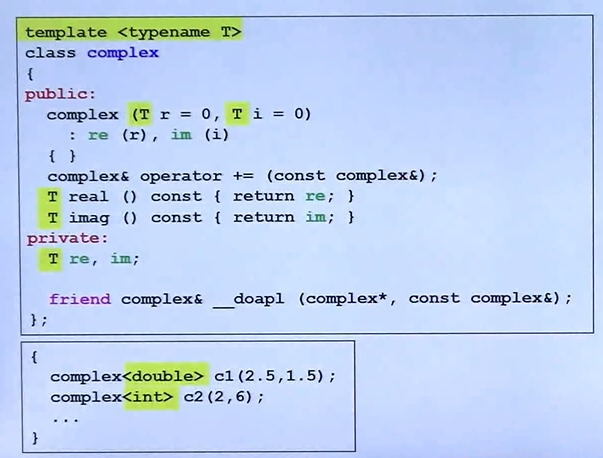 template <typename T>
class complex
{
public:
  complex (T r = 0, T i = 0)
    : re (r), im (i)
  { }
  complex& operator += (const complex&);
  T real () const { return re; }
  T imag () const { return im; }
private:
  T re, im;
  friend complex& __doapl (complex*, const complex&);
};
{
  complex<double> c1(2.5,1.5);
  complex<int> c2(2,6);
  ...
}